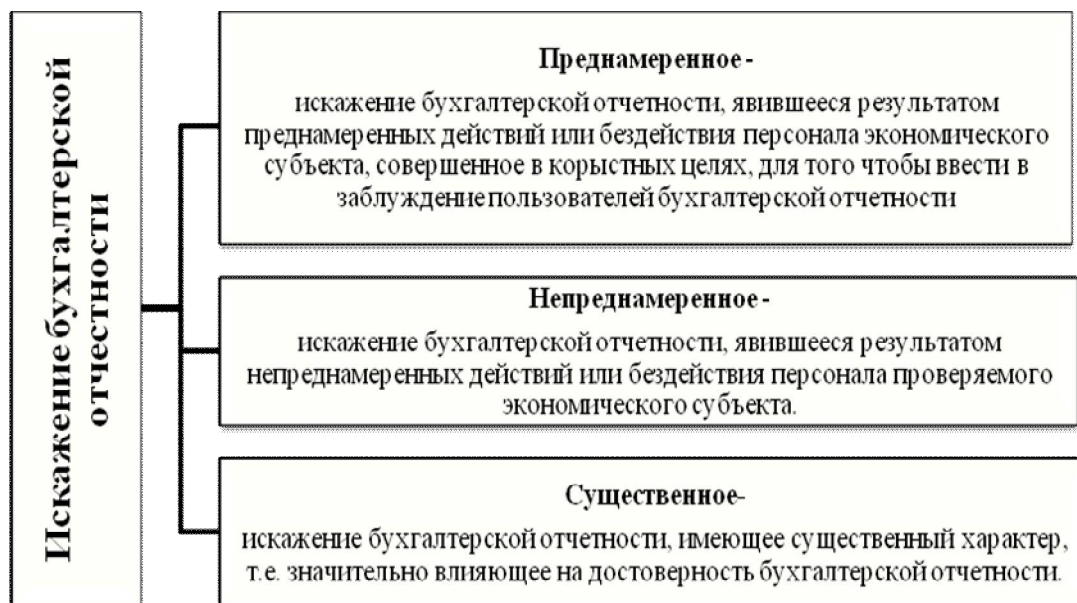 Искажение бухгалтерской
отчестности
Преднамеренное -
искажение бухгалтерской отчетности, явившееся результатом
преднамеренных действий или бездействия персонала экономического
субъекта, совершенное в корыстных целях, для того чтобы ввести в
заблуждение пользователей бухгалтерской отчетности
Непреднамеренное -
искажение бухгалтерской отчетности, явившееся результатом
непреднамеренных действий или бездействия персонала проверяемого
экономического субъекта.
Существенное-
искажение бухгалтерской отчетности, имеющее существенный характер,
т.е. значительно влияющее на достоверность бухгалтерской отчетности.